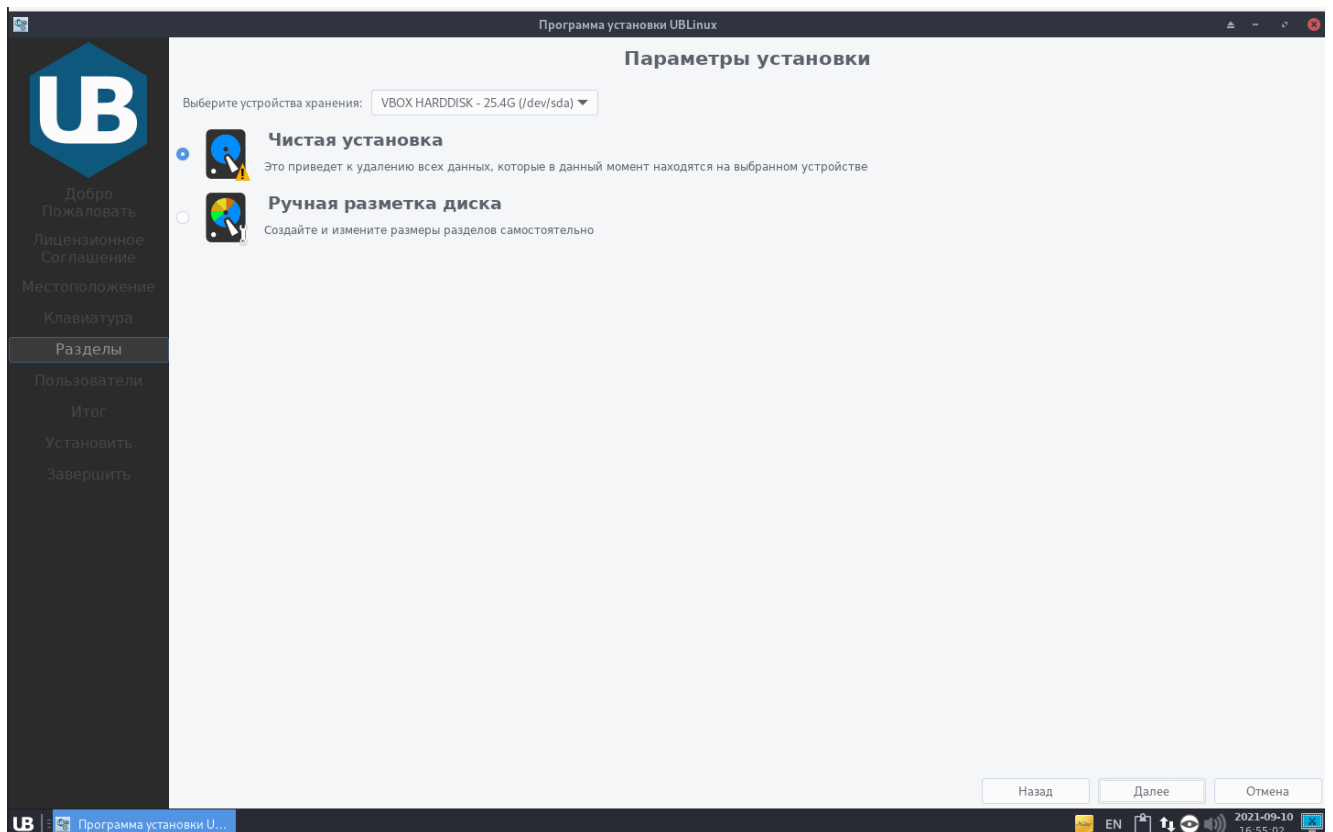 Программа установки UBLinux
UB
Добро
Пожаловать
Лицензионное
Соглашение
Местоположение
Клавиатура
Разделы
Пользователи
Итог
Установить
Завершить
Параметры установки
Выберите устройства хранения: VBOX HARDDISK - 25.4G (/dev/sda)
Чистая установка
Это приведет к удалению всех данных, которые в данный момент находятся на выбранном устройстве
Ручная разметка диска
Создайте и измените размеры разделов самостоятельно
Назад Далее Отмена
UB Программа установки U... EN 2021-09-10
16:55:02